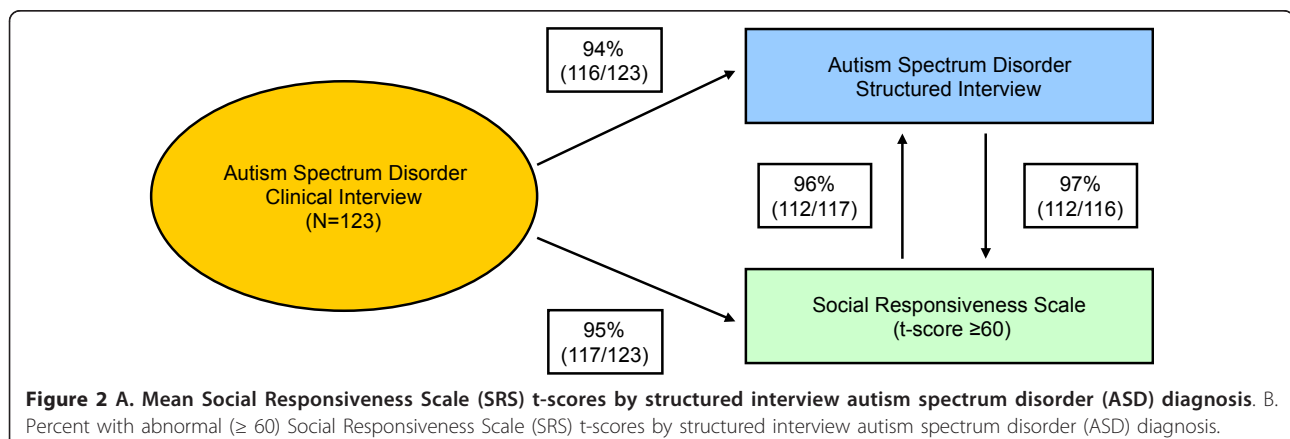 94%
(116/123)
Autism Spectrum Disorder
Structured Interview
Autism Spectrum Disorder
Clinical Interview
(N=123)
96%
(112/117)
97%
(112/116)
Social Responsiveness Scale
(t-score ≥60)
95%
(117/123)
Figure 2 A. Mean Social Responsiveness Scale (SRS) t-scores by structured interview autism spectrum disorder (ASD) diagnosis. B.
Percent with abnormal (≥ 60) Social Responsiveness Scale (SRS) t-scores by structured interview autism spectrum disorder (ASD) diagnosis.